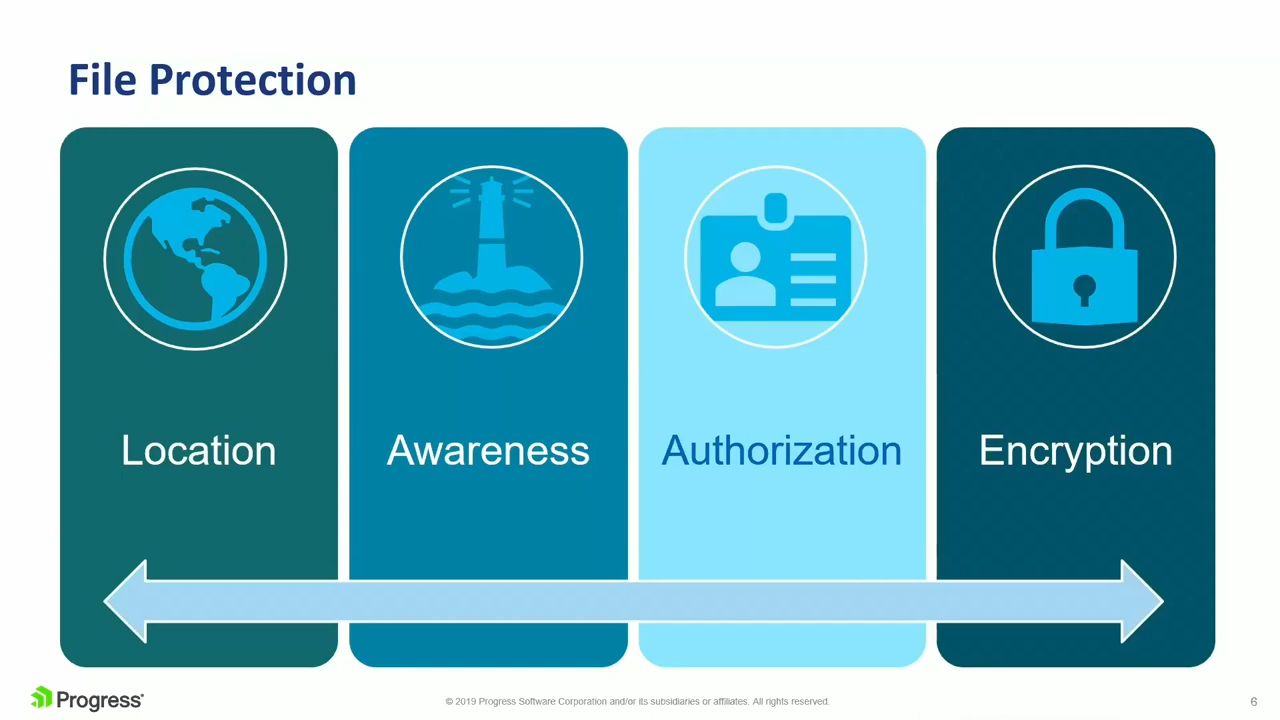 File Protection
Location
Awareness
Authorization
Encryption
Progress®
© 2019 Progress Software Corporation and/or its subsidiaries or affiliates. All rights reserved.
6